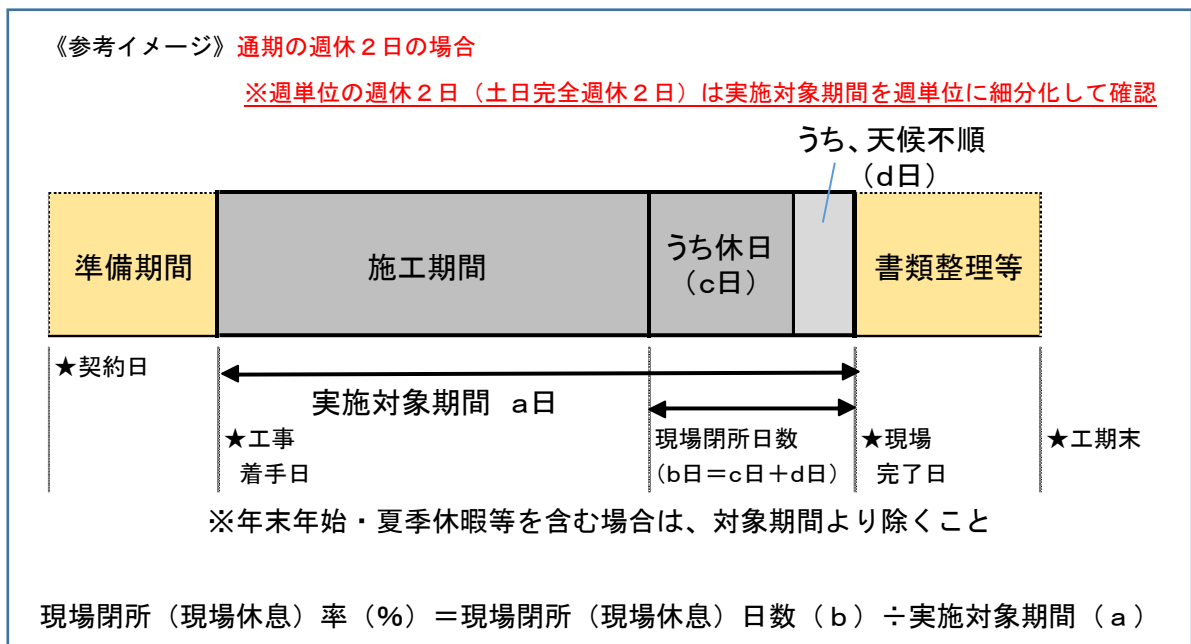 《参考イメージ》通期の週休２日の場合
※週単位の週休２日（土日完全週休２日）は実施対象期間を週単位に細分化して確認
うち、天候不順
（ｄ日）
準備期間
施工期間
うち休日
（ｃ日）
書類整理等
★契約日
実施対象期間　ａ日
★工事
着手日
現場閉所日数
（ｂ日＝ｃ日＋ｄ日）
★現場
完了日
★工期末
※年末年始・夏季休暇等を含む場合は、対象期間より除くこと
現場閉所（現場休息）率（％）＝現場閉所（現場休息）日数（ｂ）÷実施対象期間（ａ）